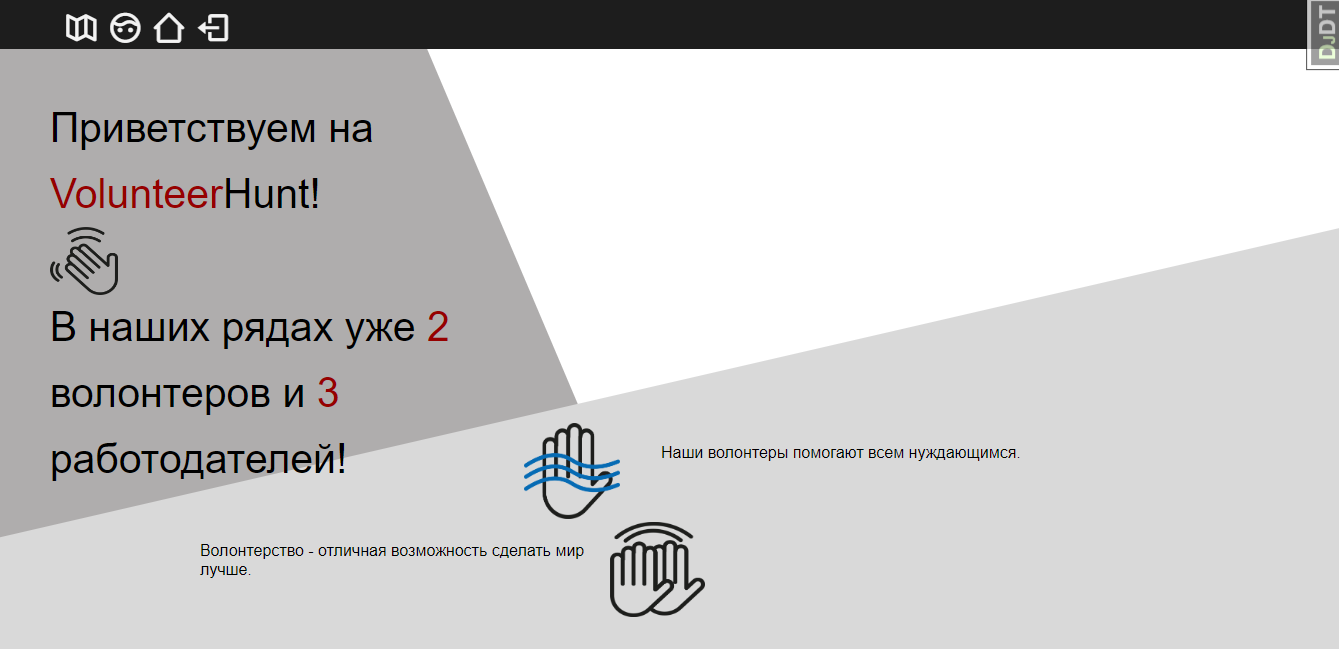 DJDT
Приветствуем на
VolunteerHunt!
В наших рядах уже 2
волонтеров и 3
работодателей!
Наши волонтеры помогают всем нуждающимся.
Волонтерство - отличная возможность сделать мир
лучше.